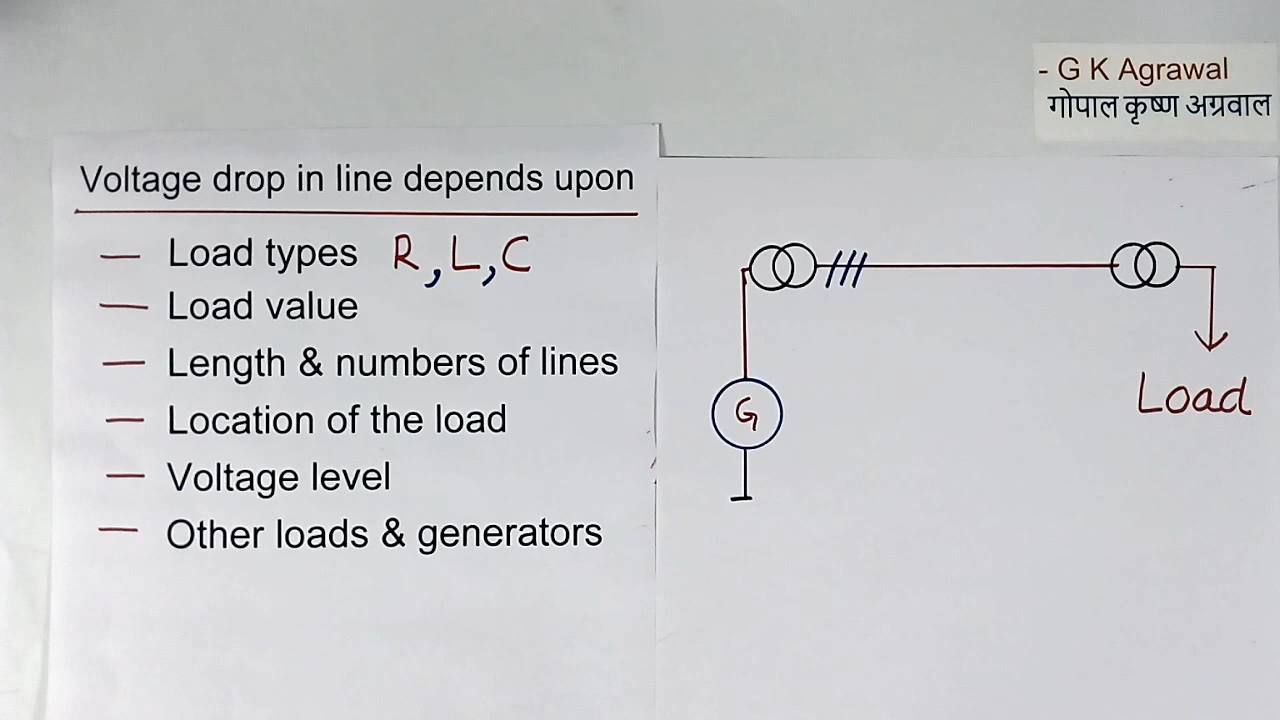 - G K Agrawal
गोपाल कृष्ण अग्रवाल
Voltage drop in line depends upon
— Load types R, L, C
— Load value
— Length & numbers of lines
— Location of the load
— Voltage level
— Other loads & generators
G
Load